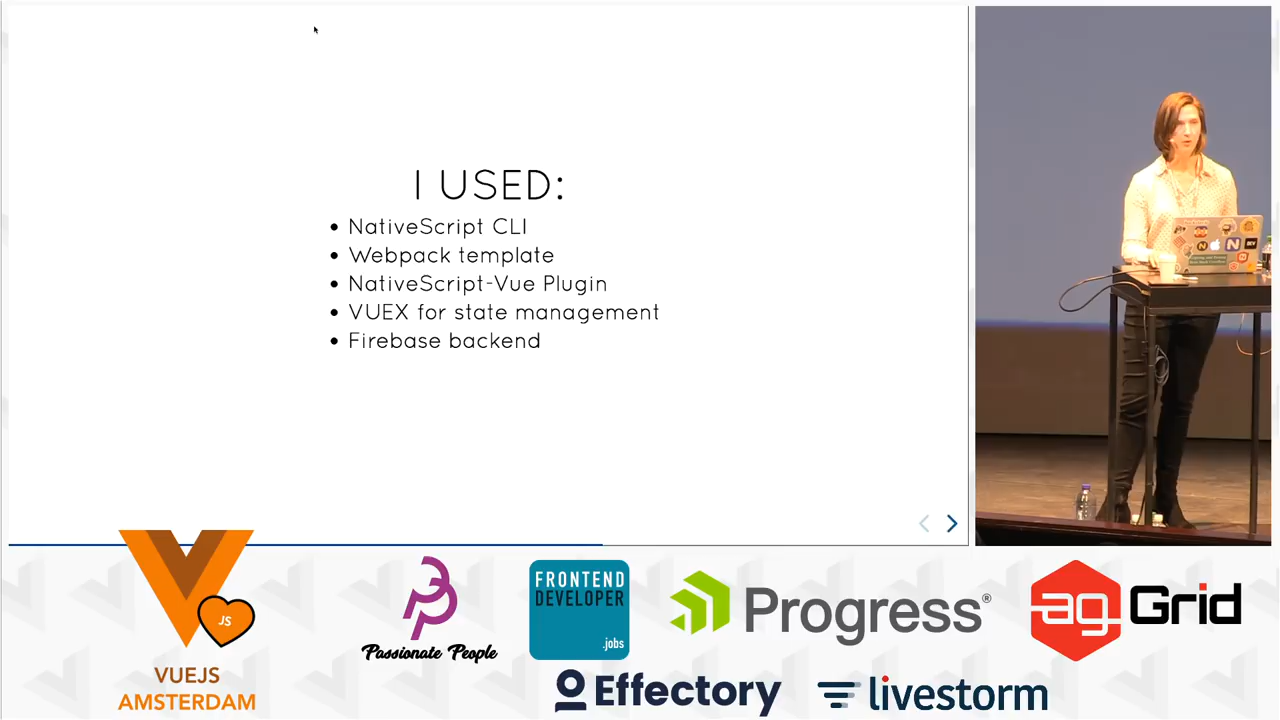 I USED:
NativeScript CLI
Webpack template
NativeScript-Vue Plugin
VUEX for state management
Firebase backend
JS
VUEJS
AMSTERDAM
Passionate People
FRONTEND
DEVELOPER
.jobs
Progress®
ag Grid
Effectory
livestorm
DEV